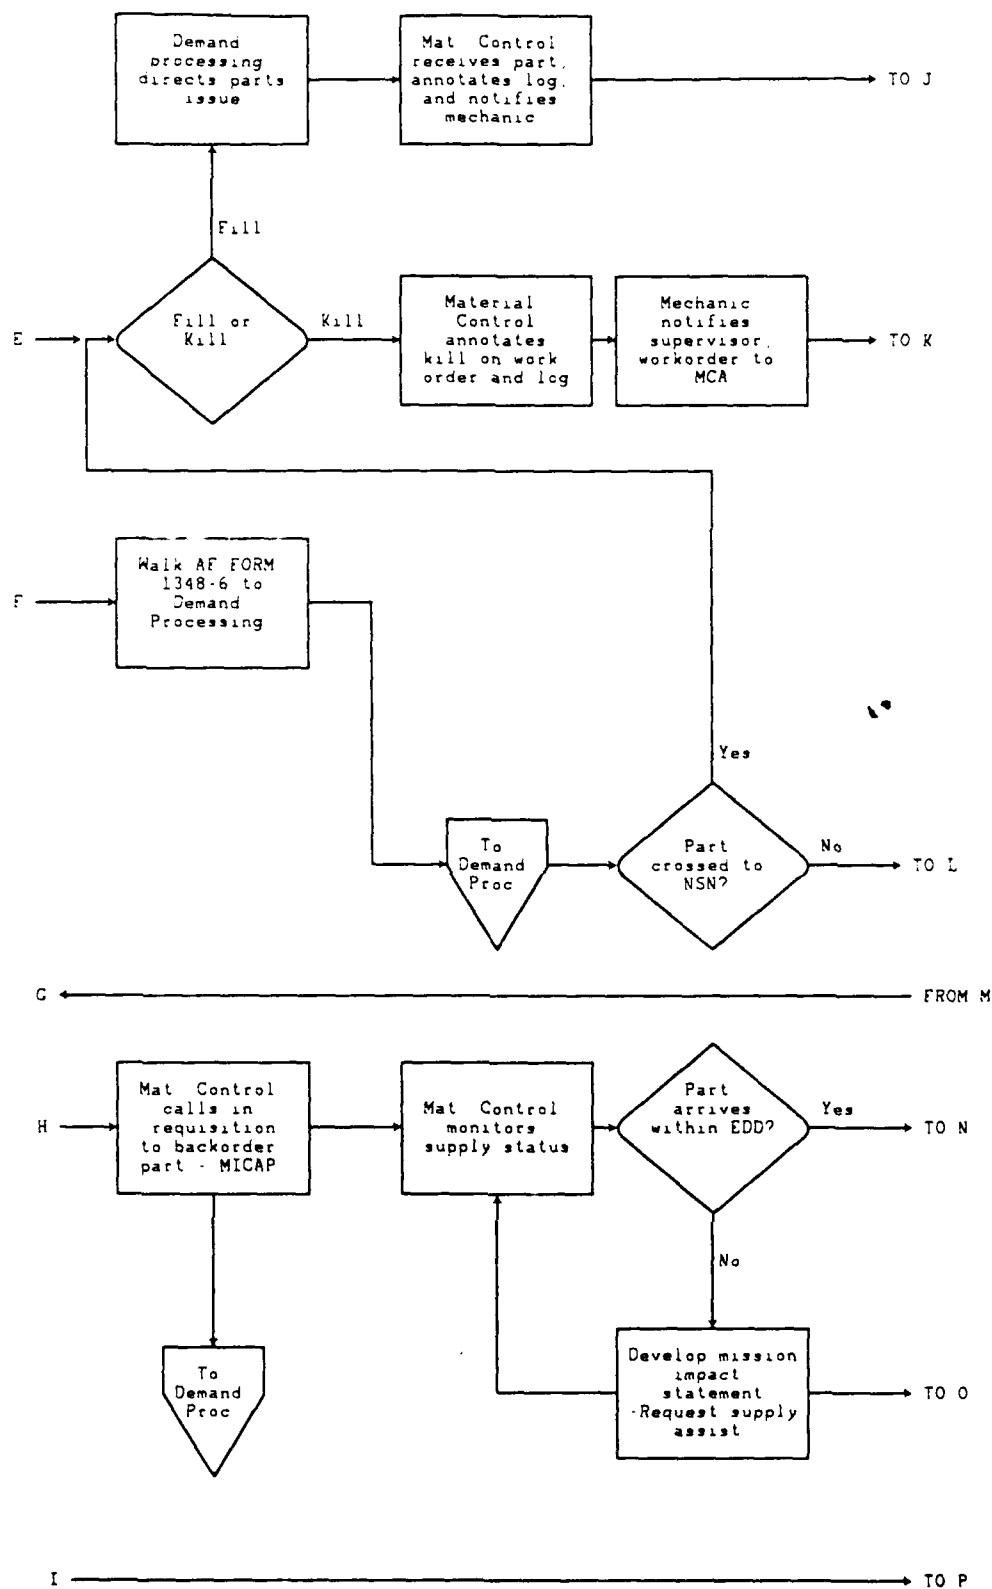 Demand
processing
directs parts
issue
Mat Control
receives part,
annotates log,
and notifies
mechanic
TO J
Fill
E
Fill or
Kill
Kill
Material
Control
annotates
kill on work
order and log
Mechanic
notifies
supervisor,
workorder to
MCA
TO K
F
Walk AF FORM
1348-6 to
Demand
Processing
Yes
To
Demand
Proc
Part
crossed to
NSN?
No
TO L
G
FROM M
H
Mat Control
calls in
requisition
to backorder
part - MICAP
Mat Control
monitors
supply status
Part
arrives
within EDD?
Yes
TO N
No
To
Demand
Proc
Develop mission
impact
statement
-Request supply
assist
TO O
I
TO P